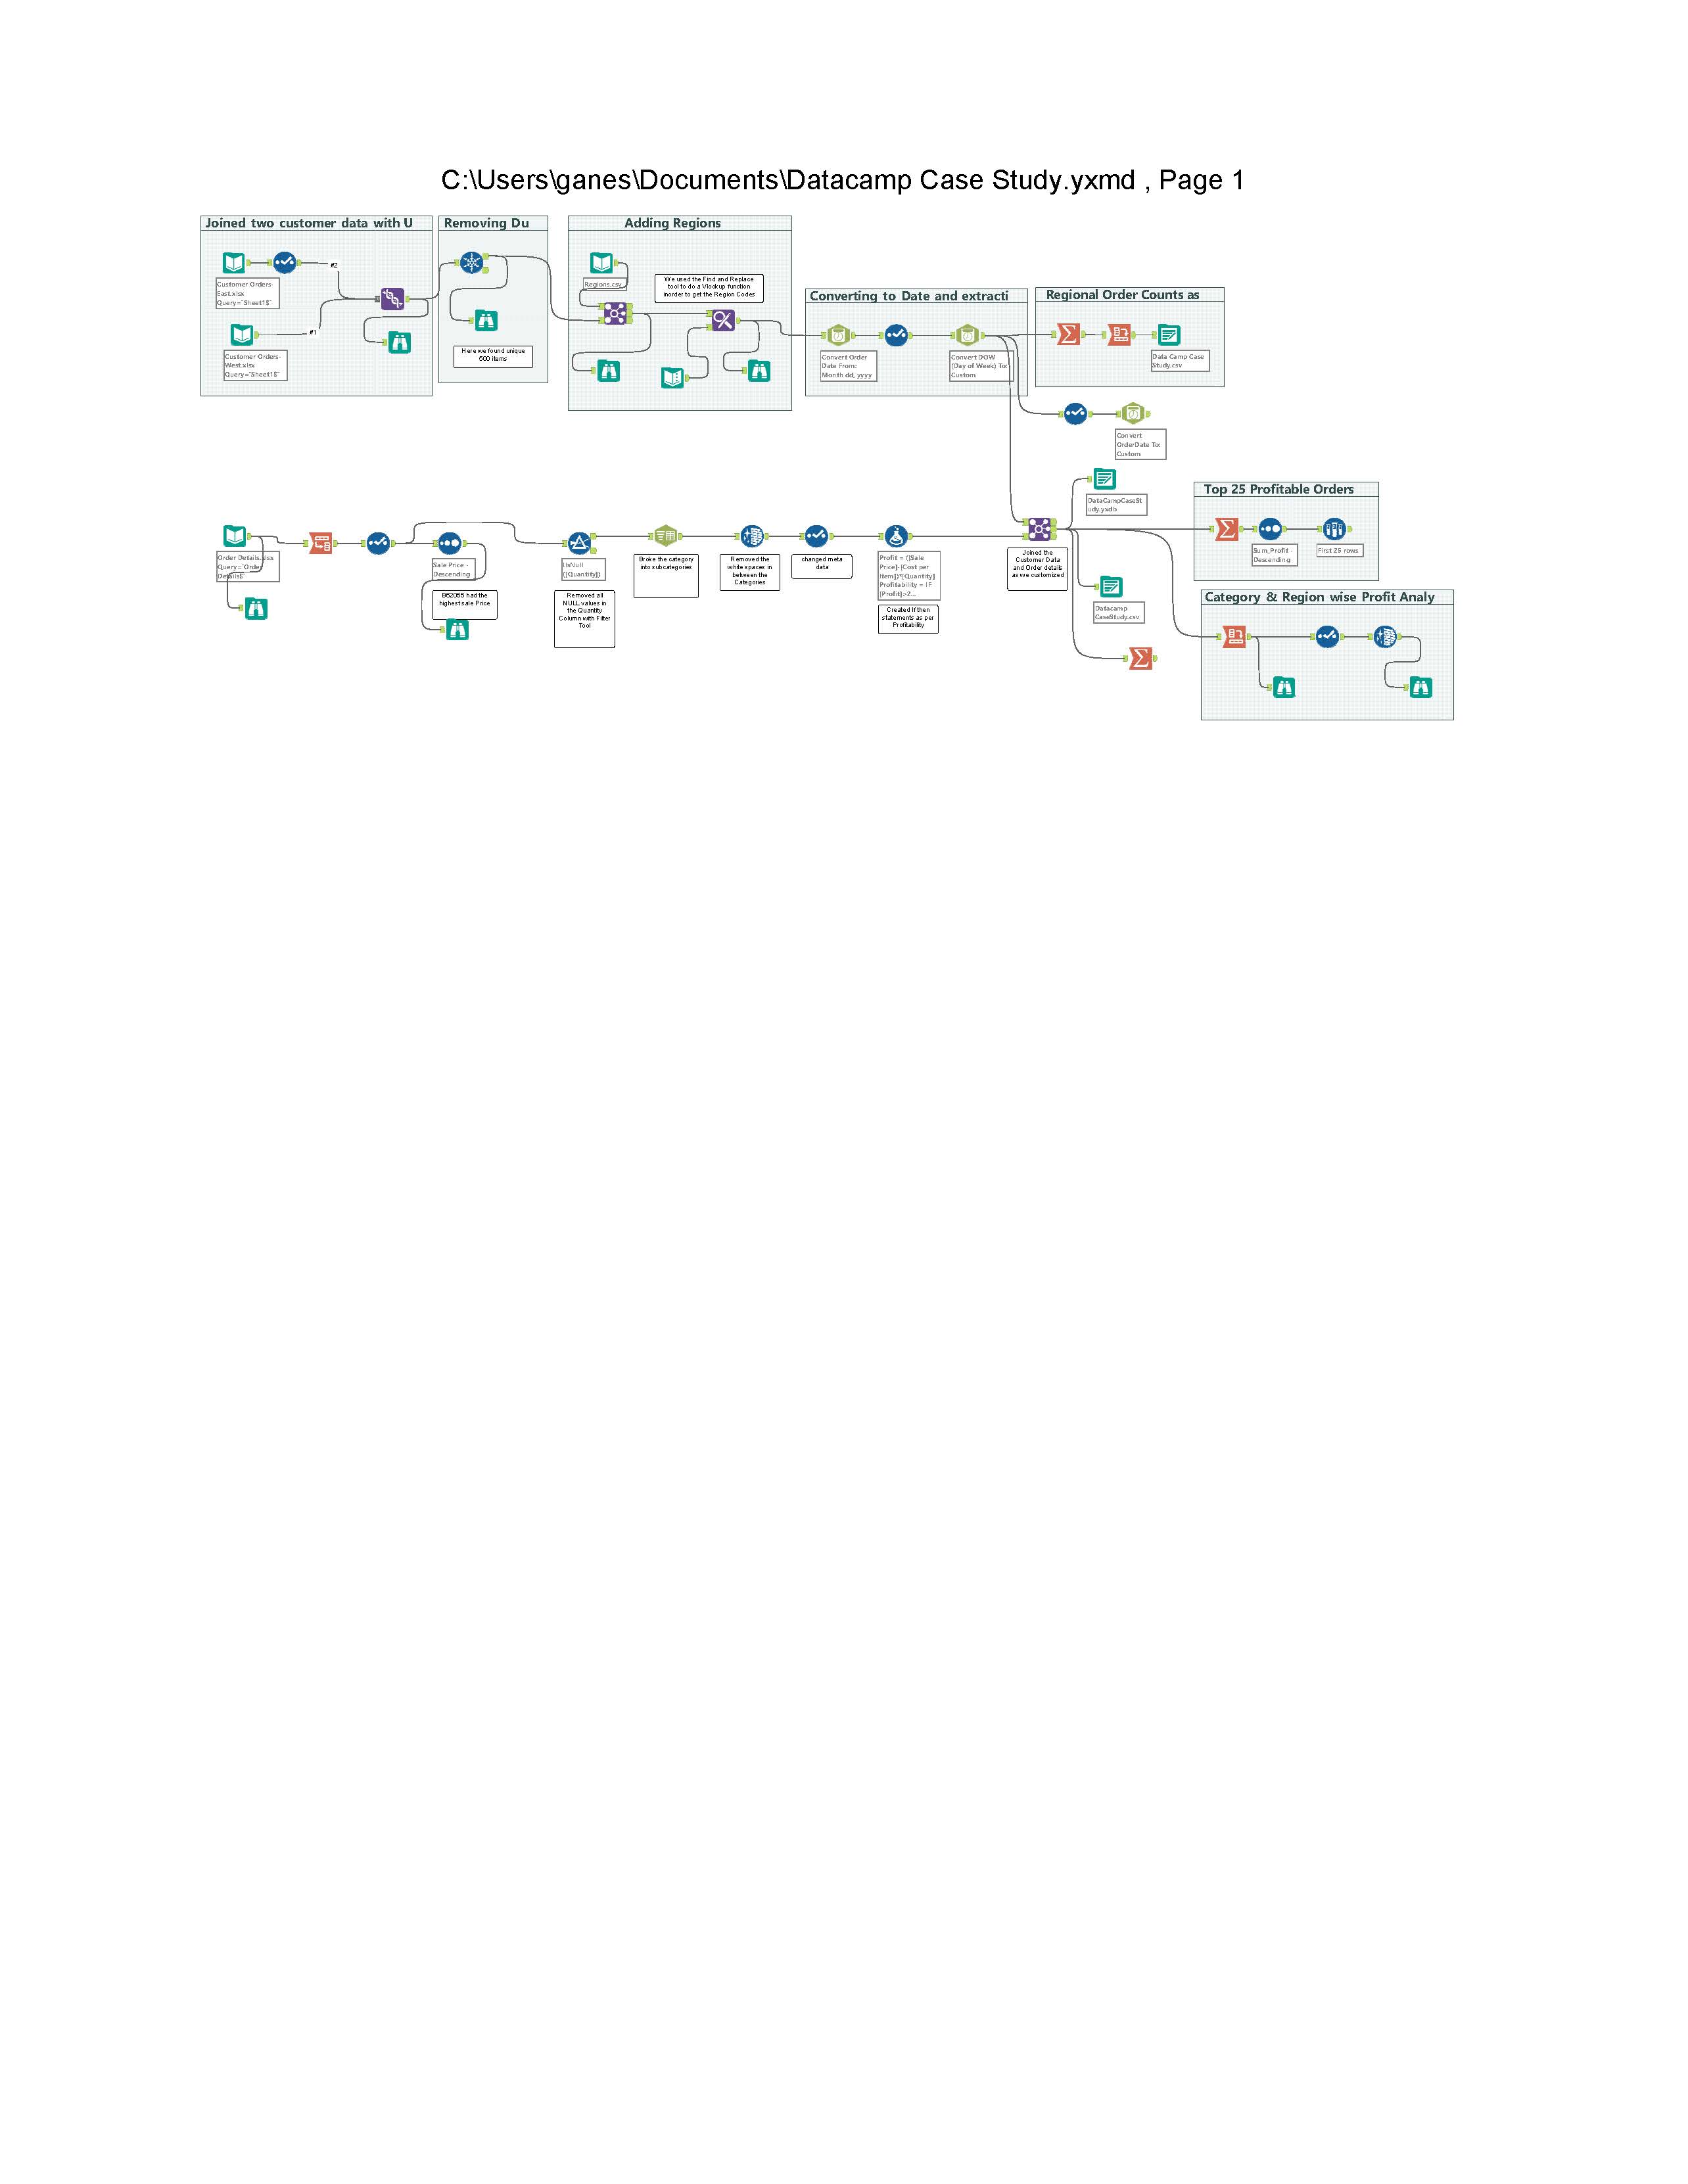 C:\Users\ganes\Documents\Datacamp Case Study.yxmd , Page 1
Joined two customer data with U
Removing Du
Adding Regions
Converting to Date and extracti
Regional Order Counts as
#2
Customer Orders-
East.xlsx
Query=`Sheet1$`
#1
Customer Orders-
West.xlsx
Query=`Sheet1$`
Here we found unique
500 items
Regions.csv
We used the Find and Replace
tool to do a Vlookup function
inorder to get the Region Codes
Convert Order
Date From:
Month dd, yyyy
Convert DOW
(Day of Week) To:
Custom
Data Camp Case
Study.csv
Convert
OrderDate To:
Custom
DataCampCaseSt
udy.yxdb
Top 25 Profitable Orders
Sum_Profit -
Descending
First 25 rows
Order Details.xlsx
Query=`Order
Details$`
Sale Price -
Descending
B62055 had the
highest sale Price
!IsNull
([Quantity])
Removed all
NULL values in
the Quantity
Column with Filter
Tool
Broke the category
into subcategories
Removed the
white spaces in
between the
Categories
changed meta
data
Profit = ([Sale
Price]-[Cost per
Item])*[Quantity]
Profitability = IF
[Profit]>2...
Created If then
statements as per
Profitability
Joined the
Customer Data
and Order details
as we customized
Datacamp
CaseStudy.csv
Category & Region wise Profit Analy